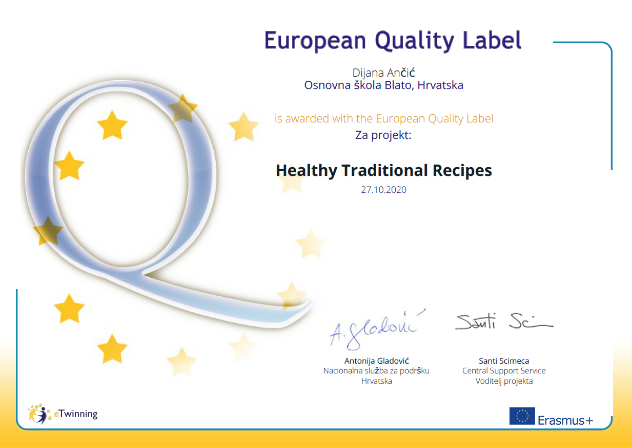 European Quality Label
Dijana Ančić
Osnovna škola Blato, Hrvatska
is awarded with the European Quality Label
Za projekt:
Healthy Traditional Recipes
27.10.2020
A. Gladović
Santi Sci
Antonija Gladović
Nacionalna služba za podršku
Hrvatska
Santi Scimeca
Central Support Service
Voditelj projekta
eTwinning
Erasmus+